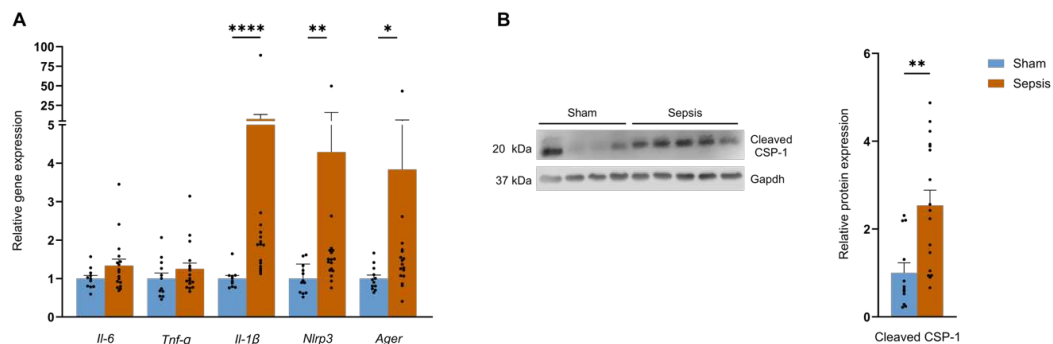 A
****
**
*
100
75
50
25
5
4
3
2
1
0
Relative gene expression
Il-6
Tnf-α
Il-1β
Nlrp3
Ager
B
Sham
Sepsis
20 kDa
Cleaved
CSP-1
37 kDa
Gapdh
**
6
4
2
0
Relative protein expression
Cleaved CSP-1
Sham
Sepsis